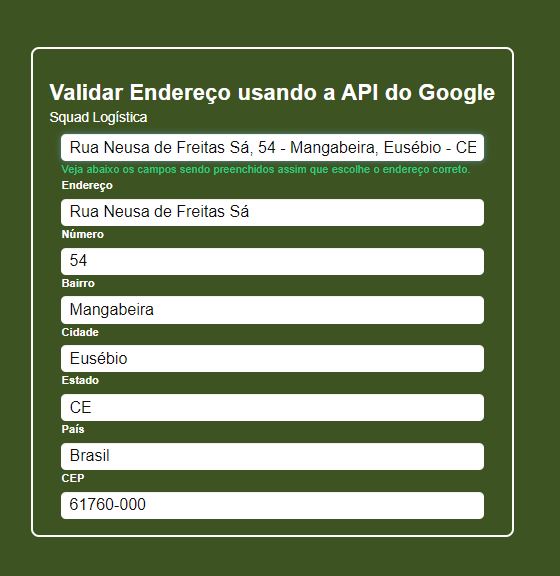 Validar Endereço usando a API do Google
Squad Logística
Rua Neusa de Freitas Sá, 54 - Mangabeira, Eusébio - CE
Veja abaixo os campos sendo preenchidos assim que escolhe o endereço correto.
Endereço
Rua Neusa de Freitas Sá
Número
54
Bairro
Mangabeira
Cidade
Eusébio
Estado
CE
País
Brasil
CEP
61760-000